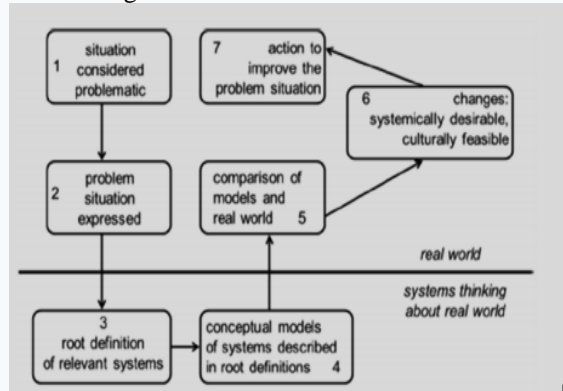 1
situation
considered
problematic
7 action to
improve the
problem situation
6 changes:
systemically desirable,
culturally feasible
2
problem
situation
expressed
comparison of
models and
real world 5
real world
systems thinking
about real world
3
root definition
of relevant systems
conceptual models
of systems described
in root definitions 4